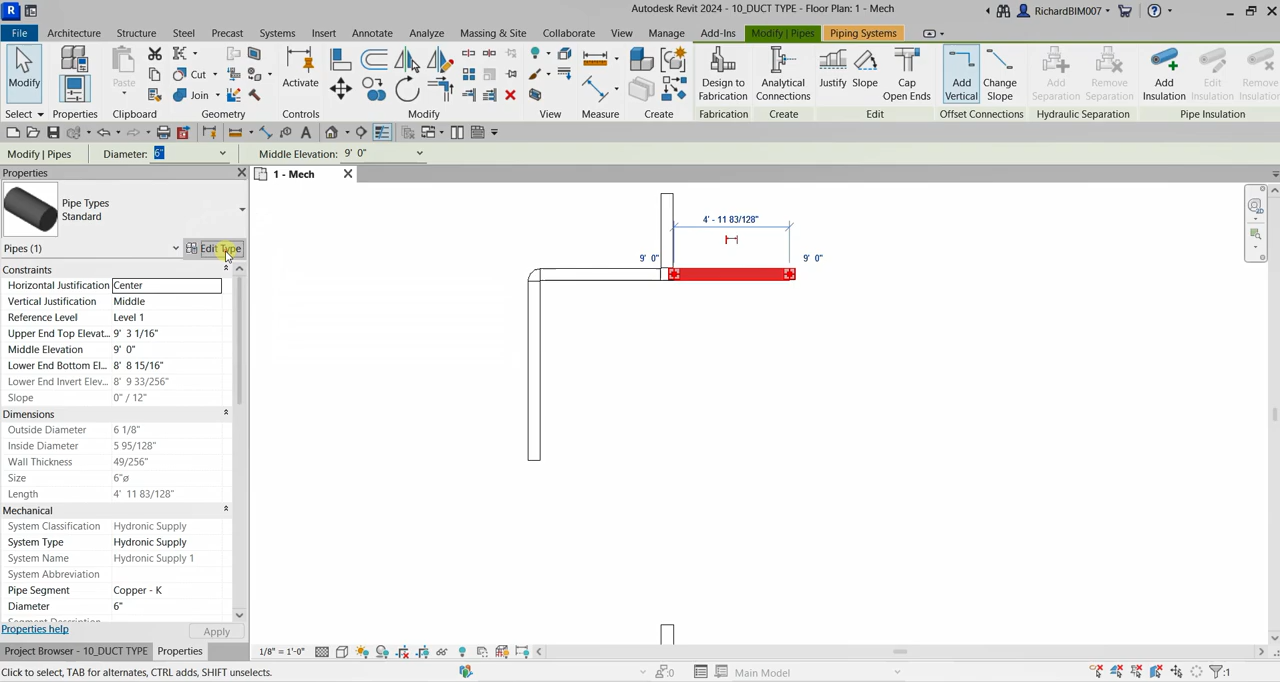 Autodesk Revit 2024 - 10_DUCT TYPE - Floor Plan: 1 - Mech
RichardBIM007
File Architecture Structure Steel Precast Systems Insert Annotate Analyze Massing & Site Collaborate View Manage Add-Ins Modify | Pipes Piping Systems
Modify
Cut
Join
Activate
Design to Fabrication
Analytical Connections
Justify
Slope
Cap Open Ends
Add Vertical
Change Slope
Add Separation
Remove Separation
Add Insulation
Edit Insulation
Remove Insulatio
Select Properties Clipboard Geometry Controls Modify View Measure Create Fabrication Create Edit Offset Connections Hydraulic Separation Pipe Insulation
Modify | Pipes Diameter: 6" Middle Elevation: 9' 0"
Properties
1 - Mech
Pipe Types
Standard
Pipes (1) Edit Type
Constraints
Horizontal Justification Center
Vertical Justification Middle
Reference Level Level 1
Upper End Top Elevat... 9' 3 1/16"
Middle Elevation 9' 0"
Lower End Bottom El... 8' 8 15/16"
Lower End Invert Elev... 8' 9 33/256"
Slope 0" / 12"
Dimensions
Outside Diameter 6 1/8"
Inside Diameter 5 95/128"
Wall Thickness 49/256"
Size 6"ø
Length 4' 11 83/128"
Mechanical
System Classification Hydronic Supply
System Type Hydronic Supply
System Name Hydronic Supply 1
System Abbreviation
Pipe Segment Copper - K
Diameter 6"
Properties help Apply
Project Browser - 10_DUCT TYPE Properties
4' - 11 83/128"
9' 0" 9' 0"
1/8" = 1'-0"
Click to select, TAB for alternates, CTRL adds, SHIFT unselects.
:0
Main Model
:1